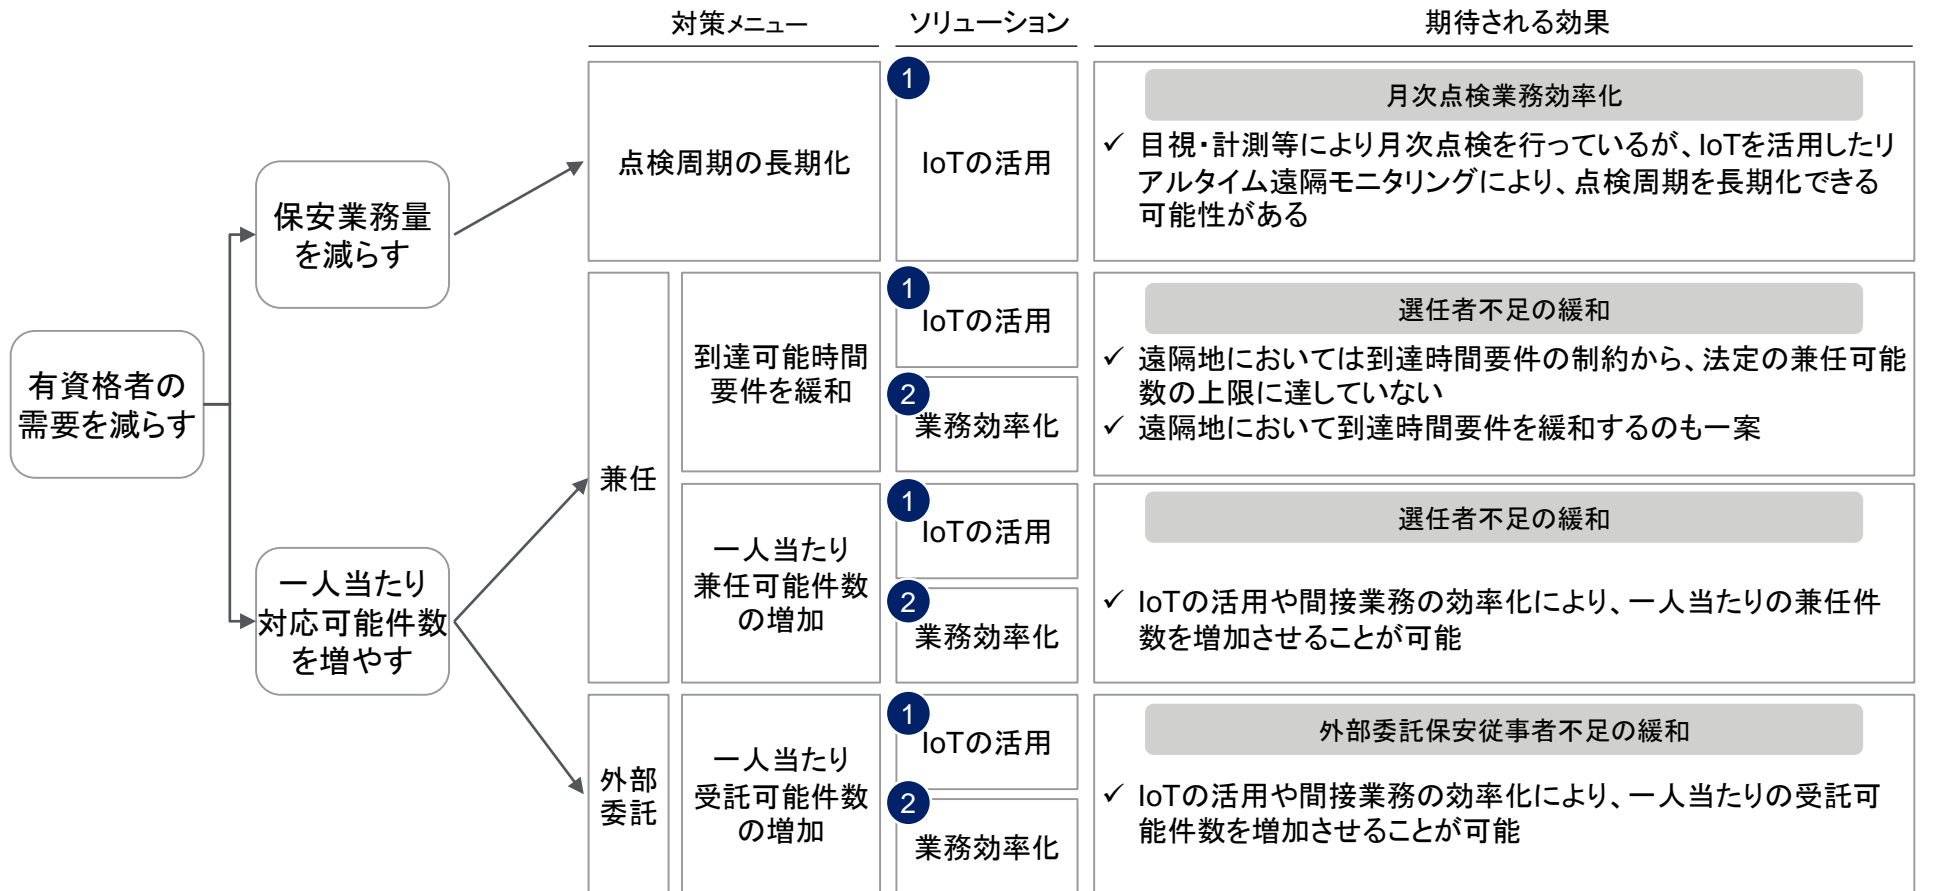 対策メニュー
ソリューション
期待される効果
有資格者の
需要を減らす
保安業務量
を減らす
一人当たり
対応可能件数
を増やす
点検周期の長期化
1
IoTの活用
月次点検業務効率化
✓ 目視・計測等により月次点検を行っているが、IoTを活用したリ
アルタイム遠隔モニタリングにより、点検周期を長期化できる
可能性がある
兼任
到達可能時間
要件を緩和
1
IoTの活用
2
業務効率化
選任者不足の緩和
✓ 遠隔地においては到達時間要件の制約から、法定の兼任可能
数の上限に達していない
✓ 遠隔地において到達時間要件を緩和するのも一案
一人当たり
兼任可能件数
の増加
1
IoTの活用
2
業務効率化
選任者不足の緩和
✓ IoTの活用や間接業務の効率化により、一人当たりの兼任件
数を増加させることが可能
外部
委託
一人当たり
受託可能件数
の増加
1
IoTの活用
2
業務効率化
外部委託保安従事者不足の緩和
✓ IoTの活用や間接業務の効率化により、一人当たりの受託可
能件数を増加させることが可能